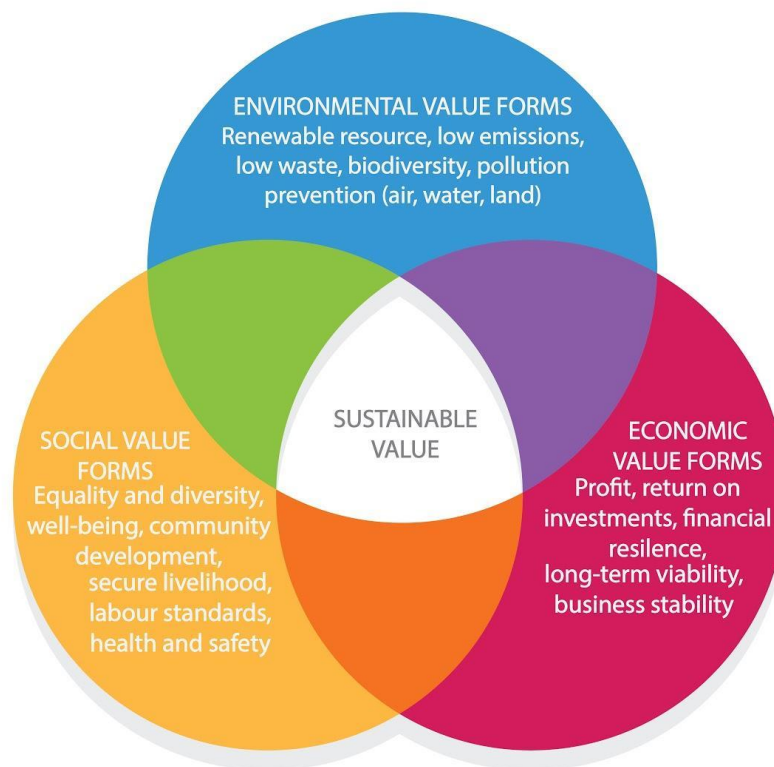 ENVIRONMENTAL VALUE FORMS
Renewable resource, low emissions,
low waste, biodiversity, pollution
prevention (air, water, land)
SUSTAINABLE
VALUE
SOCIAL VALUE
FORMS
Equality and diversity,
well-being, community
development,
secure livelihood,
labour standards,
health and safety
ECONOMIC
VALUE FORMS
Profit, return on
investments, financial
resilence,
long-term viability,
business stability